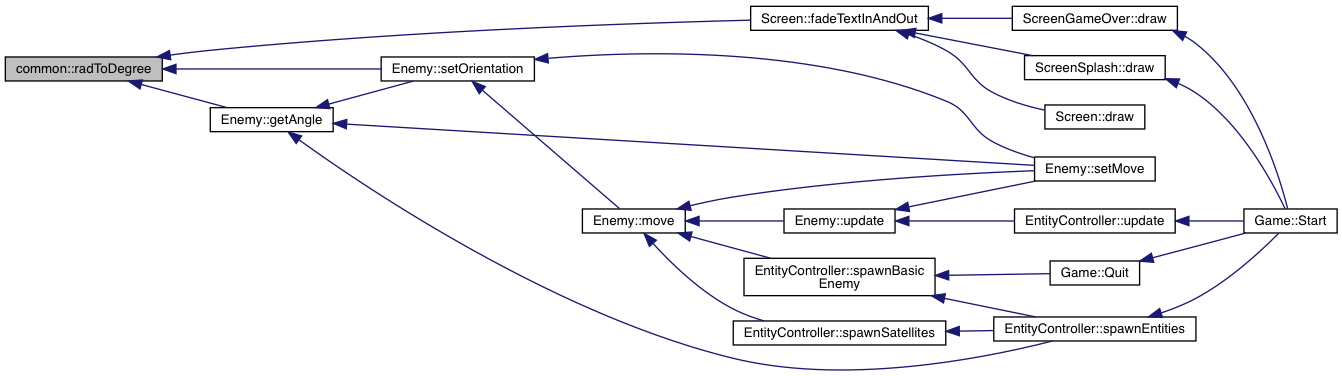 Screen::fadeTextInAndOut
ScreenGameOver::draw
common::radToDegree
Enemy::setOrientation
ScreenSplash::draw
Enemy::getAngle
Screen::draw
Enemy::setMove
Enemy::move
Enemy::update
EntityController::update
Game::Start
EntityController::spawnBasic
Enemy
Game::Quit
EntityController::spawnSatellites
EntityController::spawnEntities